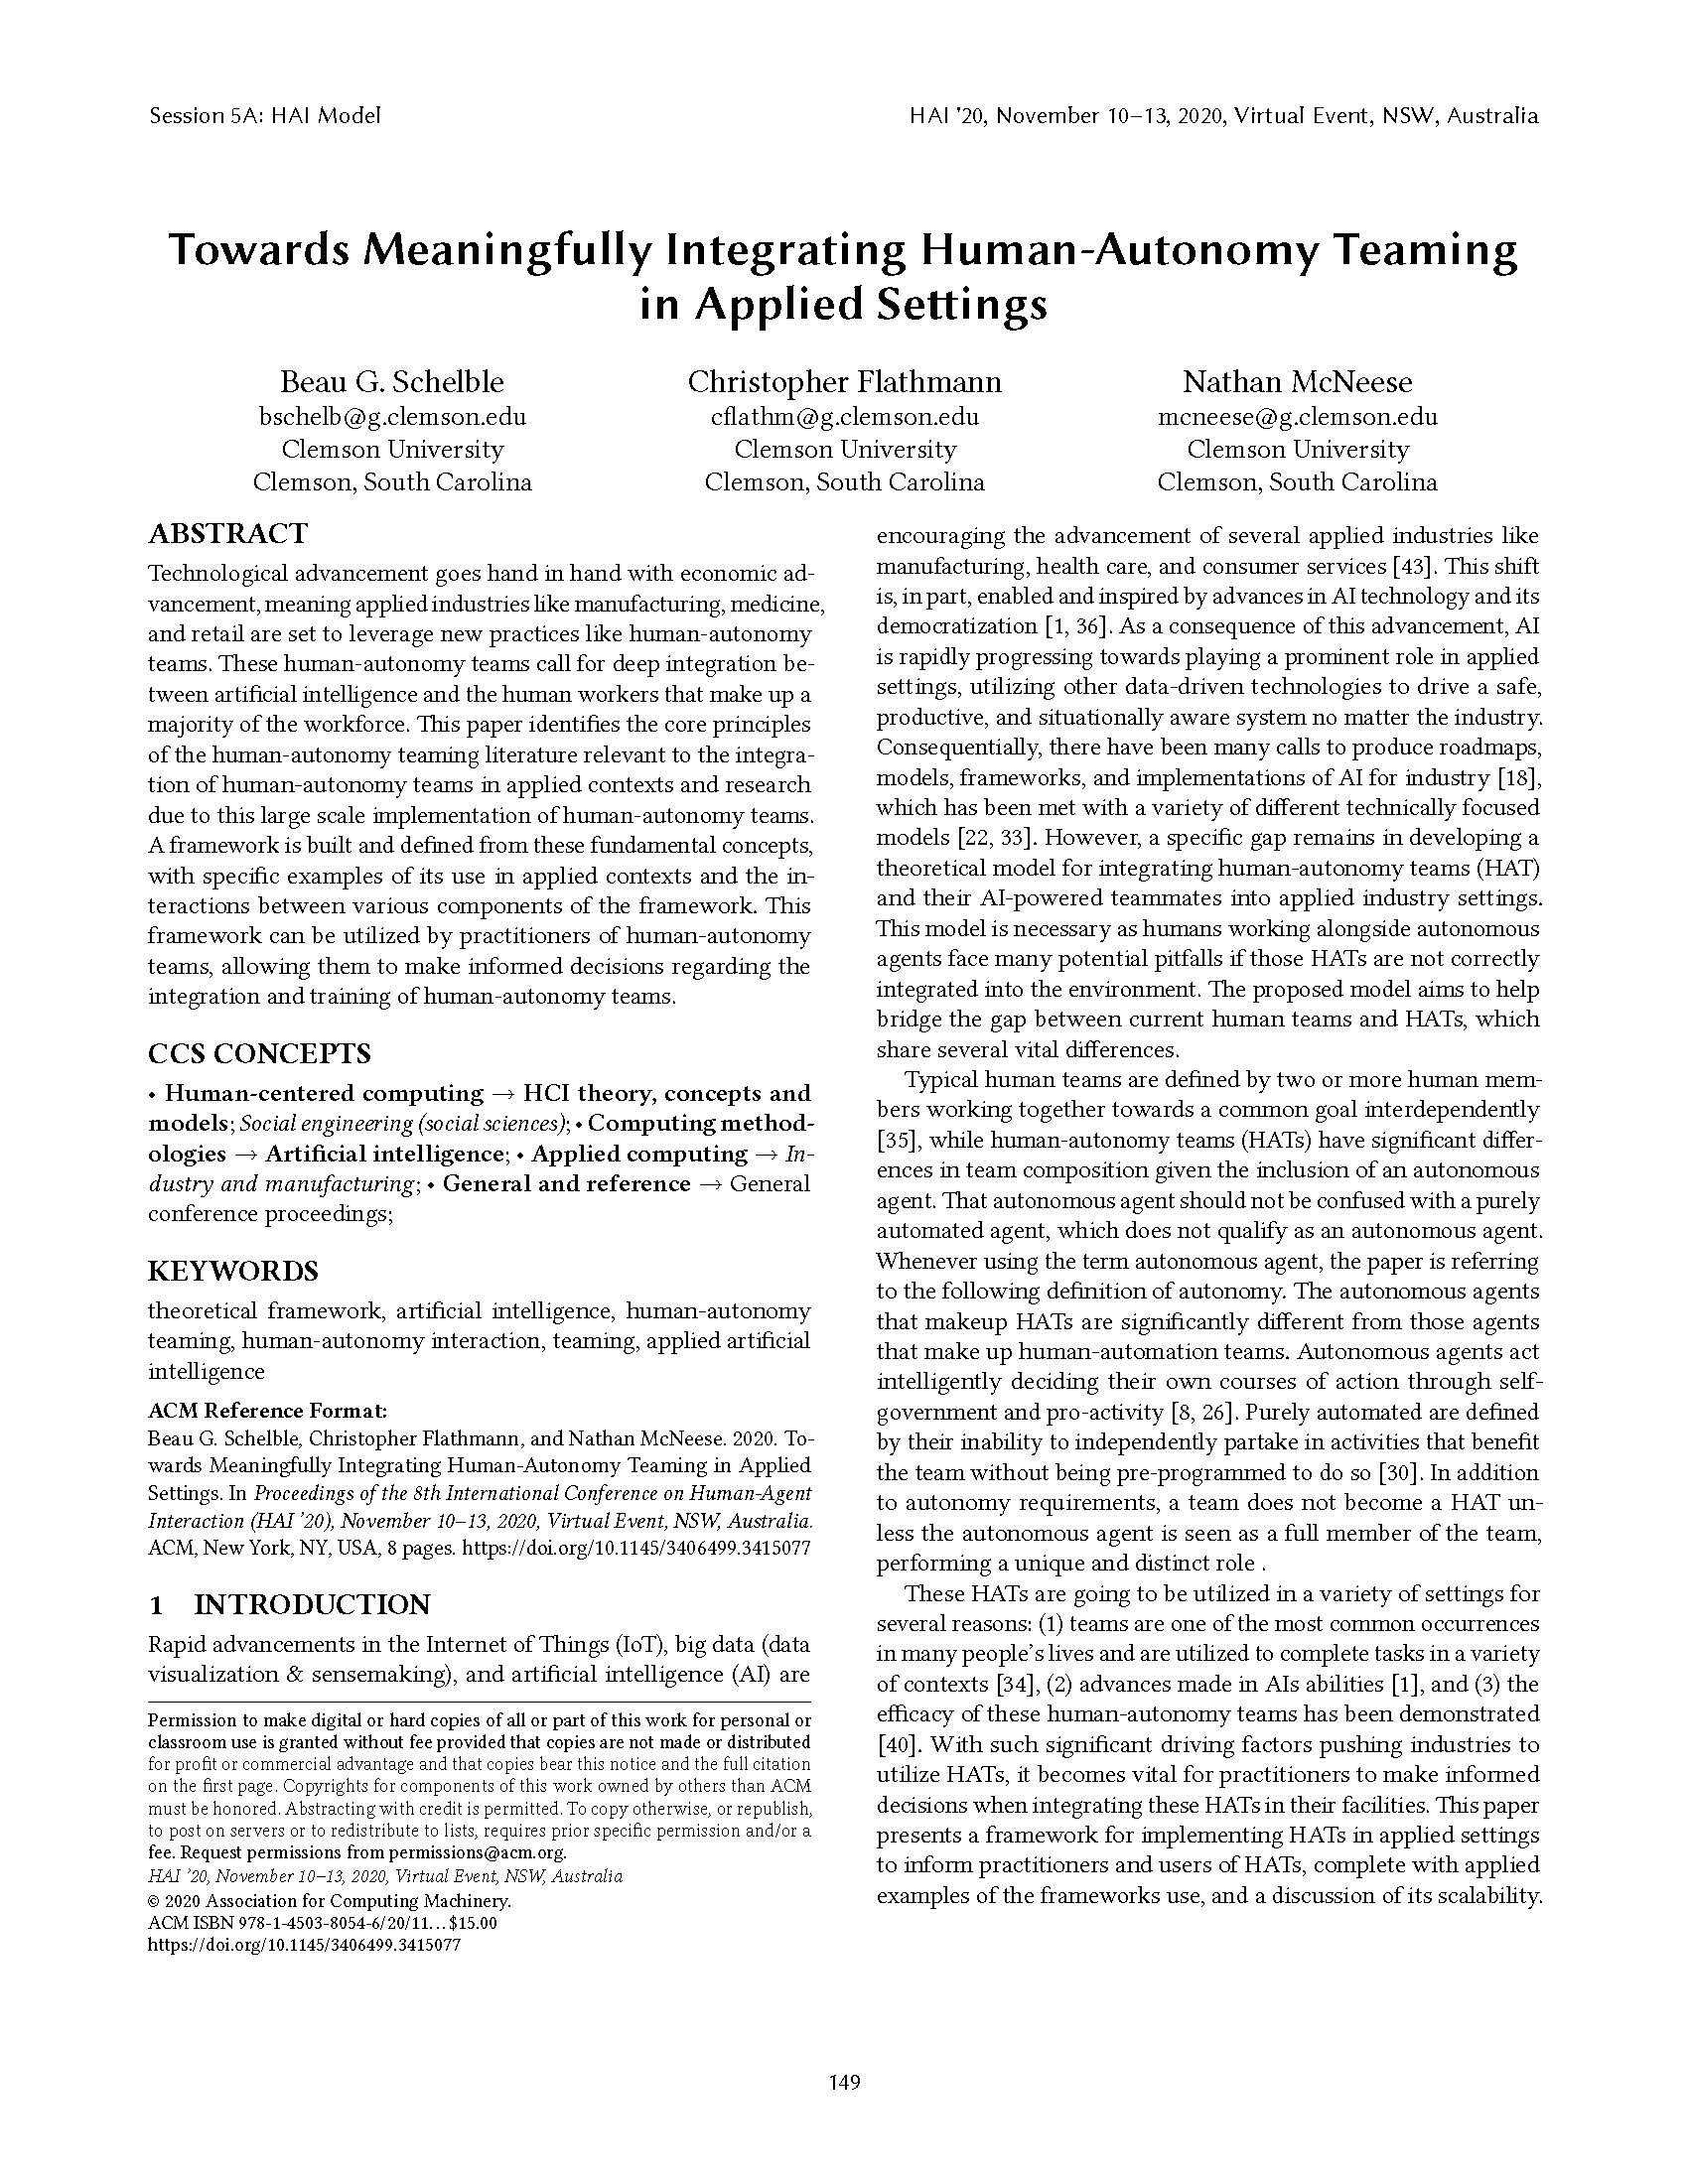 Session 5A: HAI Model
HAI '20, November 10–13, 2020, Virtual Event, NSW, Australia
Towards Meaningfully Integrating Human-Autonomy Teaming
in Applied Settings
Beau G. Schelble
bschelb@g.clemson.edu
Clemson University
Clemson, South Carolina
Christopher Flathmann
cflathm@g.clemson.edu
Clemson University
Clemson, South Carolina
Nathan McNeese
mcneese@g.clemson.edu
Clemson University
Clemson, South Carolina
ABSTRACT
Technological advancement goes hand in hand with economic ad-
vancement, meaning applied industries like manufacturing, medicine,
and retail are set to leverage new practices like human-autonomy
teams. These human-autonomy teams call for deep integration be-
tween artificial intelligence and the human workers that make up a
majority of the workforce. This paper identifies the core principles
of the human-autonomy teaming literature relevant to the integra-
tion of human-autonomy teams in applied contexts and research
due to this large scale implementation of human-autonomy teams.
A framework is built and defined from these fundamental concepts,
with specific examples of its use in applied contexts and the in-
teractions between various components of the framework. This
framework can be utilized by practitioners of human-autonomy
teams, allowing them to make informed decisions regarding the
integration and training of human-autonomy teams.
CCS CONCEPTS
• Human-centered computing → HCI theory, concepts and
models; Social engineering (social sciences); • Computing method-
ologies → Artificial intelligence; • Applied computing → In-
dustry and manufacturing; • General and reference → General
conference proceedings;
KEYWORDS
theoretical framework, artificial intelligence, human-autonomy
teaming, human-autonomy interaction, teaming, applied artificial
intelligence
ACM Reference Format:
Beau G. Schelble, Christopher Flathmann, and Nathan McNeese. 2020. To-
wards Meaningfully Integrating Human-Autonomy Teaming in Applied
Settings. In Proceedings of the 8th International Conference on Human-Agent
Interaction (HAI '20), November 10–13, 2020, Virtual Event, NSW, Australia.
ACM, New York, NY, USA, 8 pages. https://doi.org/10.1145/3406499.3415077
1 INTRODUCTION
Rapid advancements in the Internet of Things (IoT), big data (data
visualization & sensemaking), and artificial intelligence (AI) are
Permission to make digital or hard copies of all or part of this work for personal or
classroom use is granted without fee provided that copies are not made or distributed
for profit or commercial advantage and that copies bear this notice and the full citation
on the first page. Copyrights for components of this work owned by others than ACM
must be honored. Abstracting with credit is permitted. To copy otherwise, or republish,
to post on servers or to redistribute to lists, requires prior specific permission and/or a
fee. Request permissions from permissions@acm.org.
HAI '20, November 10–13, 2020, Virtual Event, NSW, Australia
© 2020 Association for Computing Machinery.
ACM ISBN 978-1-4503-8054-6/20/11...$15.00
https://doi.org/10.1145/3406499.3415077
encouraging the advancement of several applied industries like
manufacturing, health care, and consumer services [43]. This shift
is, in part, enabled and inspired by advances in AI technology and its
democratization [1, 36]. As a consequence of this advancement, AI
is rapidly progressing towards playing a prominent role in applied
settings, utilizing other data-driven technologies to drive a safe,
productive, and situationally aware system no matter the industry.
Consequentially, there have been many calls to produce roadmaps,
models, frameworks, and implementations of AI for industry [18],
which has been met with a variety of different technically focused
models [22, 33]. However, a specific gap remains in developing a
theoretical model for integrating human-autonomy teams (HAT)
and their AI-powered teammates into applied industry settings.
This model is necessary as humans working alongside autonomous
agents face many potential pitfalls if those HATs are not correctly
integrated into the environment. The proposed model aims to help
bridge the gap between current human teams and HATs, which
share several vital differences.
Typical human teams are defined by two or more human mem-
bers working together towards a common goal interdependently
[35], while human-autonomy teams (HATs) have significant differ-
ences in team composition given the inclusion of an autonomous
agent. That autonomous agent should not be confused with a purely
automated agent, which does not qualify as an autonomous agent.
Whenever using the term autonomous agent, the paper is referring
to the following definition of autonomy. The autonomous agents
that makeup HATs are significantly different from those agents
that make up human-automation teams. Autonomous agents act
intelligently deciding their own courses of action through self-
government and pro-activity [8, 26]. Purely automated are defined
by their inability to independently partake in activities that benefit
the team without being pre-programmed to do so [30]. In addition
to autonomy requirements, a team does not become a HAT un-
less the autonomous agent is seen as a full member of the team,
performing a unique and distinct role .
These HATs are going to be utilized in a variety of settings for
several reasons: (1) teams are one of the most common occurrences
in many people's lives and are utilized to complete tasks in a variety
of contexts [34], (2) advances made in AIs abilities [1], and (3) the
efficacy of these human-autonomy teams has been demonstrated
[40]. With such significant driving factors pushing industries to
utilize HATs, it becomes vital for practitioners to make informed
decisions when integrating these HATs in their facilities. This paper
presents a framework for implementing HATs in applied settings
to inform practitioners and users of HATs, complete with applied
examples of the frameworks use, and a discussion of its scalability.
149